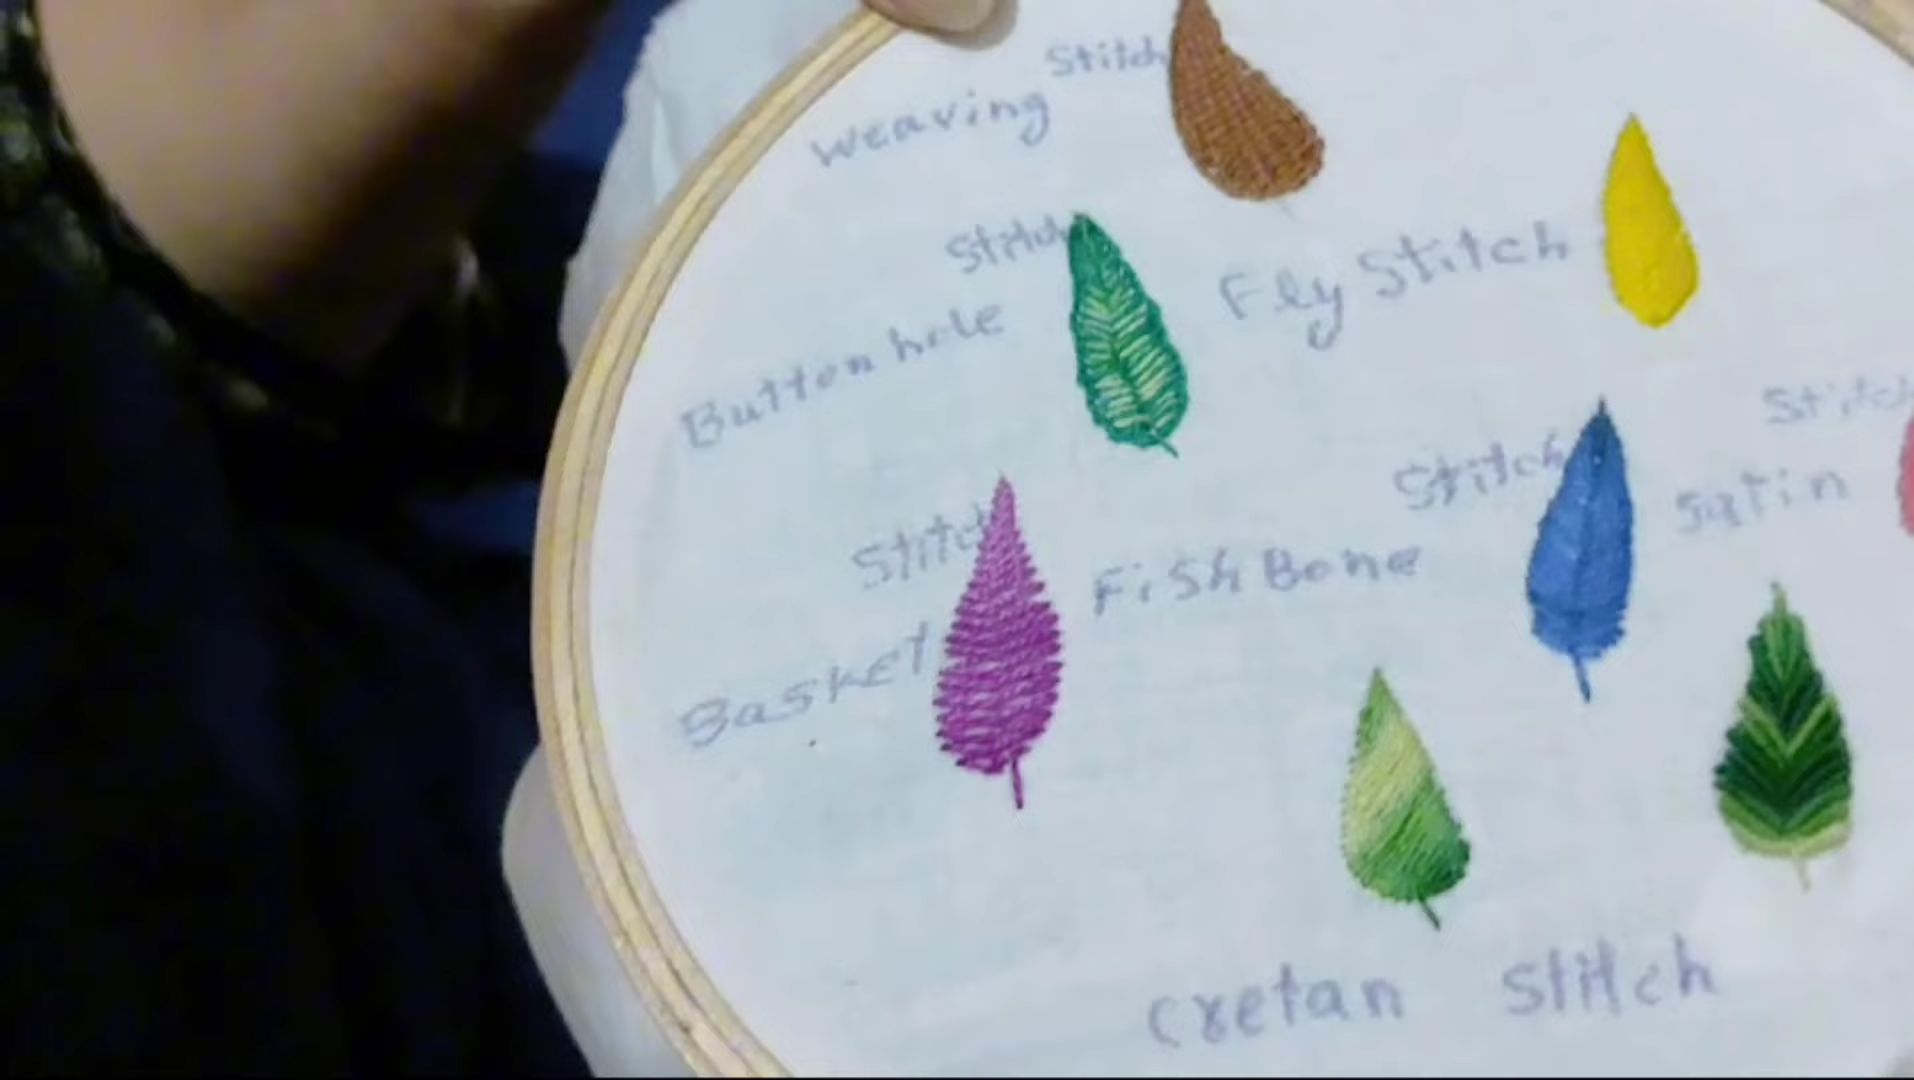 Weaving Stitch
Button hole Stitch
Fly Stitch
Basket Stitch
Fish Bone Stitch
Satin Stitch
Cretan Stitch